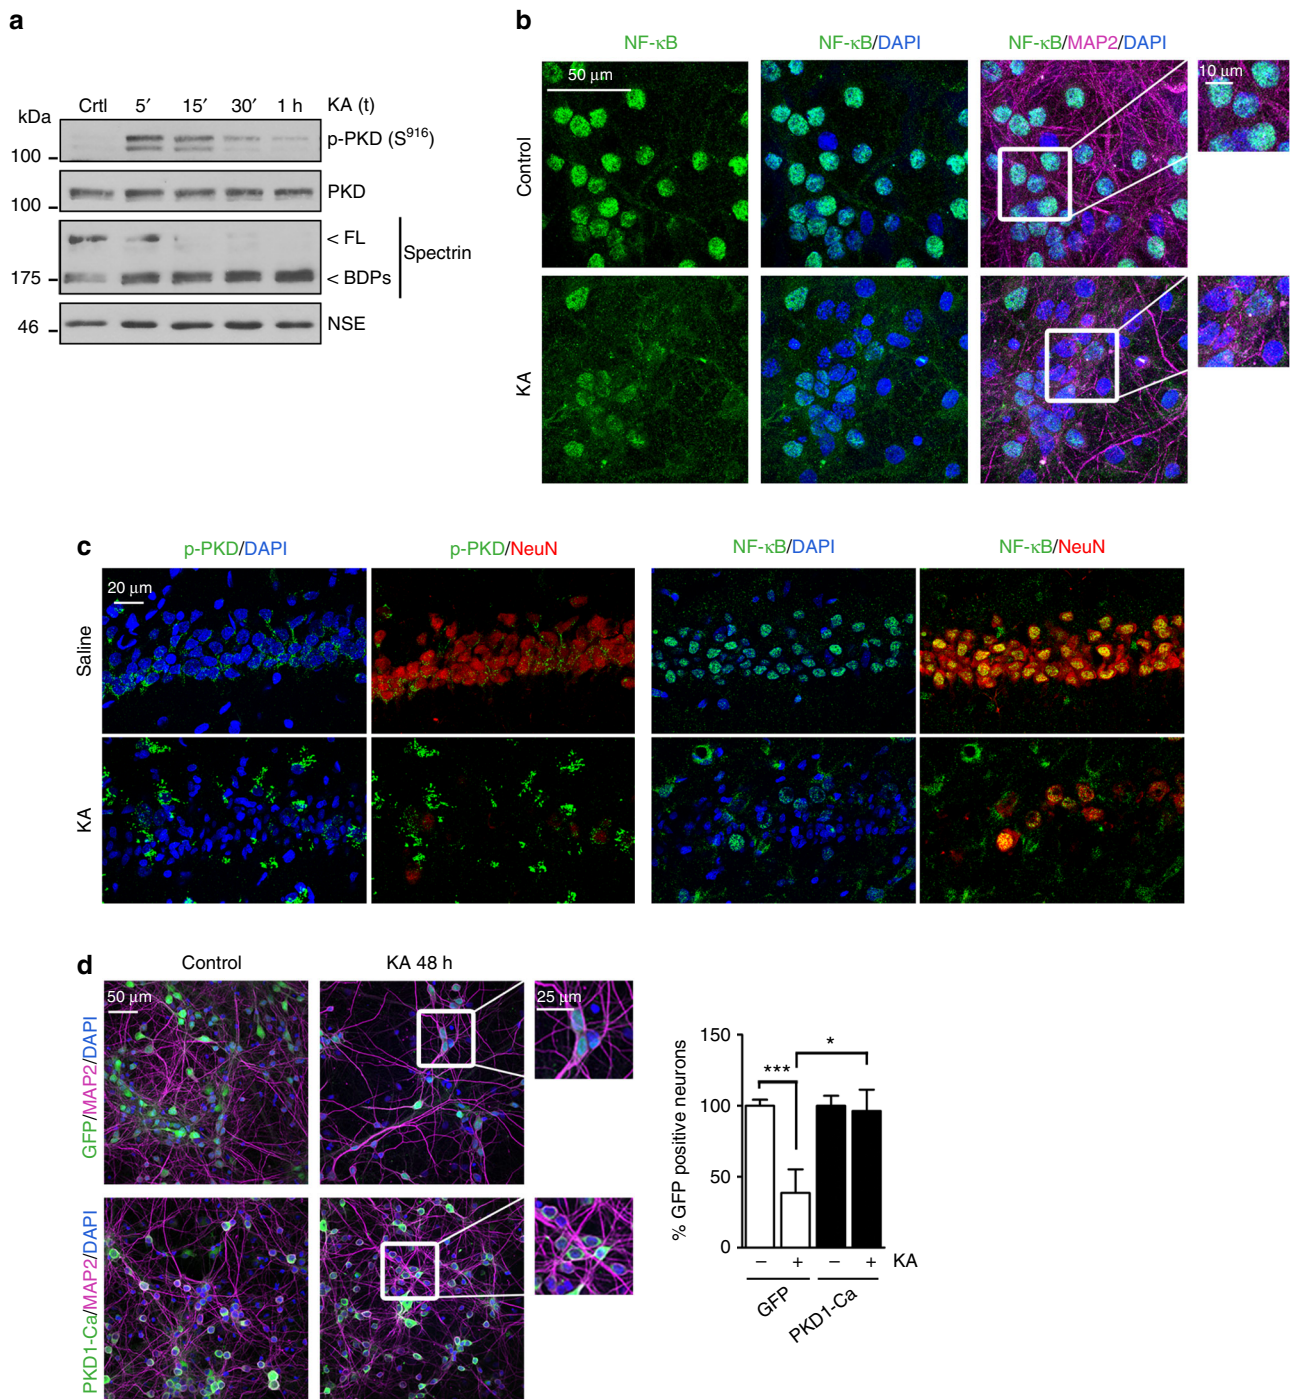 a
kDa
Crtl 5′ 15′ 30′ 1 h KA (t)
100
p-PKD (S916)
100
PKD
< FL
175
< BDPs
Spectrin
46
NSE
b
NF-κB
NF-κB/DAPI
NF-κB/MAP2/DAPI
Control
50 μm
10 μm
KA
c
p-PKD/DAPI
p-PKD/NeuN
NF-κB/DAPI
NF-κB/NeuN
Saline
20 μm
KA
d
Control
KA 48 h
GFP/MAP2/DAPI
50 μm
25 μm
PKD1-Ca/MAP2/DAPI
% GFP positive neurons
150
100
50
0
***
*
− + − + KA
GFP
PKD1-Ca